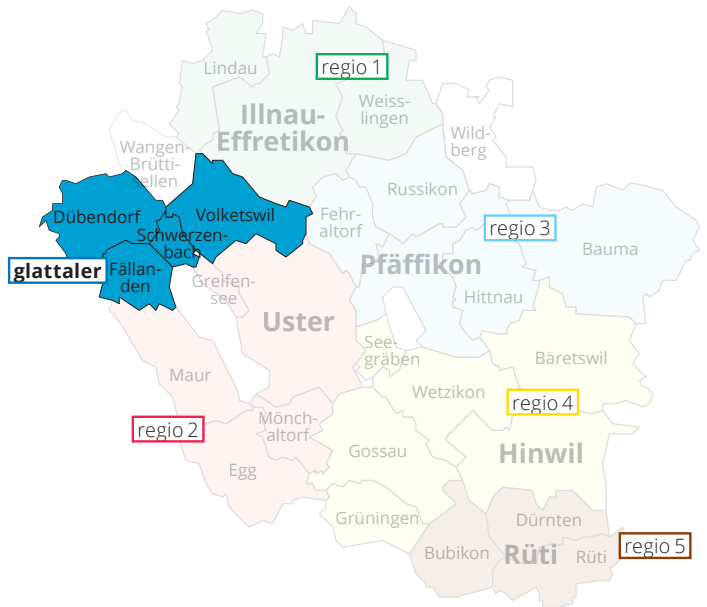 regio 1
Lindau
Weiss-
lingen
Illnau-
Effretikon
Wild-
berg
Wangen-
Brütti-
sellen
Russikon
Fehr-
altorf
Dübendorf
Volketswil
Schwerzen-
bach
regio 3
Bauma
glattaler
Fällan-
den
Pfäffikon
Greifen-
see
Hittnau
Uster
See-
gräben
Bäretswil
Maur
Wetzikon
regio 4
Mönch-
altorf
regio 2
Gossau
Hinwil
Egg
Grüningen
Dürnten
Bubikon
Rüti
Rüti
regio 5